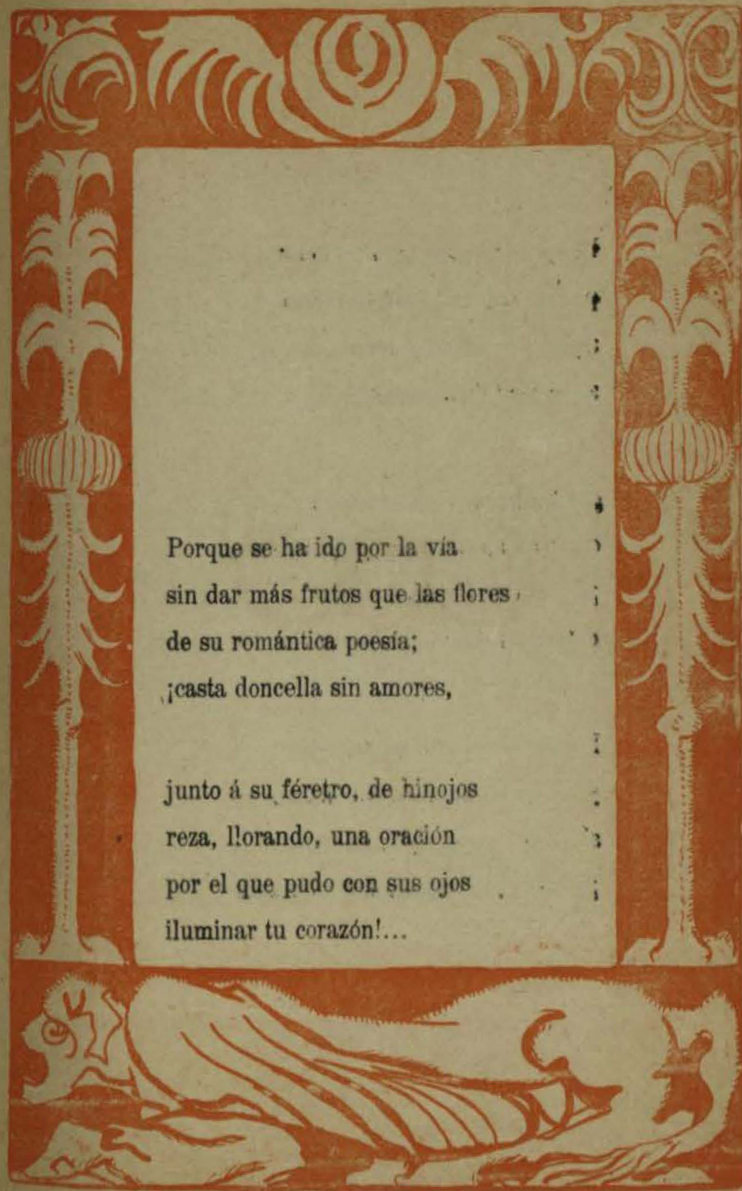 Porque se ha ido por la vía
sin dar más frutos que las flores
de su romántica poesía;
¡casta doncella sin amores,

junto á su féretro, de hinojos
reza, llorando, una oración
por el que pudo con sus ojos
iluminar tu corazón!...